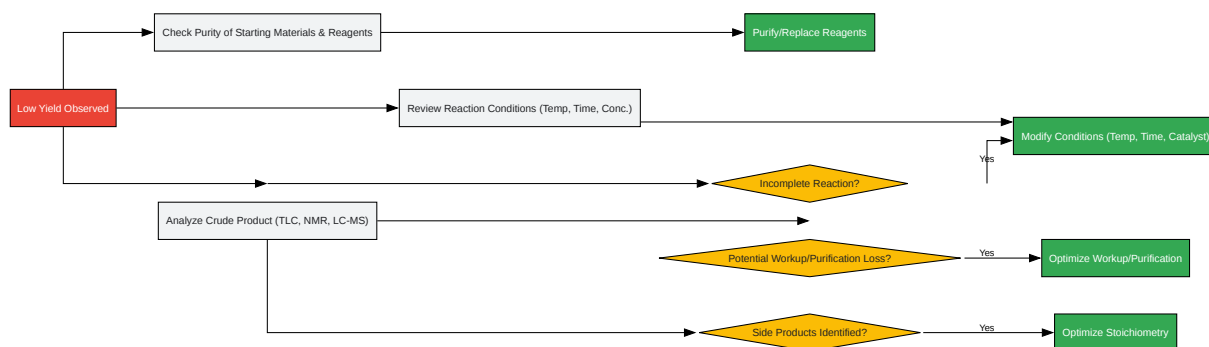 Check Purity of Starting Materials & Reagents
Purify/Replace Reagents
Low Yield Observed
Review Reaction Conditions (Temp, Time, Conc.)
Modify Conditions (Temp, Time, Catalyst)
Yes
Incomplete Reaction?
Analyze Crude Product (TLC, NMR, LC-MS)
Potential Workup/Purification Loss?
Yes
Optimize Workup/Purification
Side Products Identified?
Yes
Optimize Stoichiometry